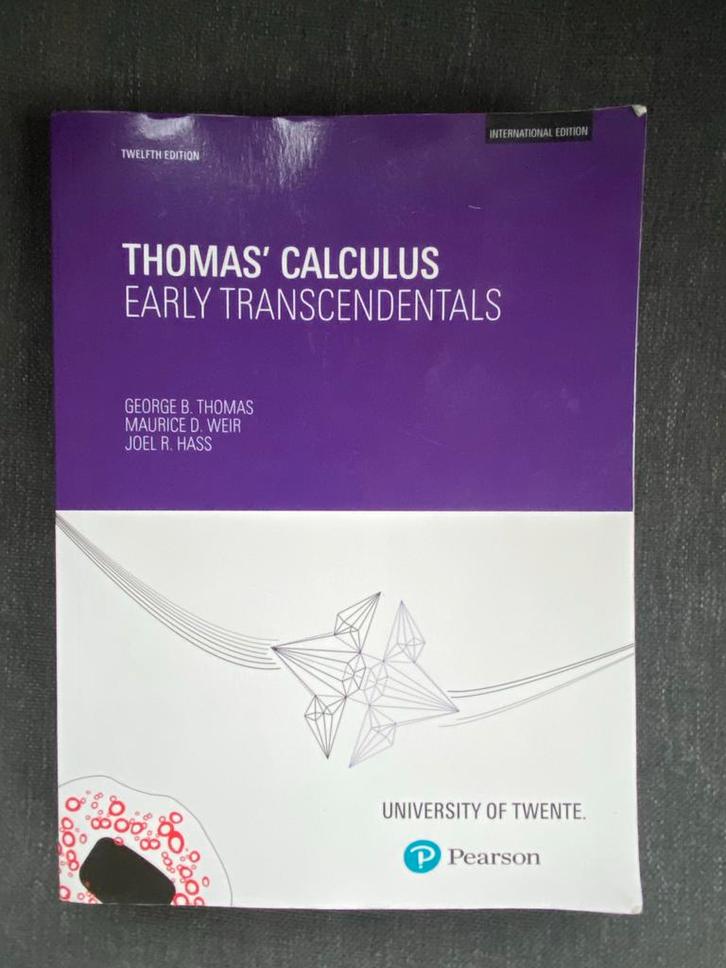 TWELFTH EDITION
INTERNATIONAL EDITION
THOMAS' CALCULUS
EARLY TRANSCENDENTALS
GEORGE B. THOMAS
MAURICE D. WEIR
JOEL R. HASS
UNIVERSITY OF TWENTE.
P Pearson